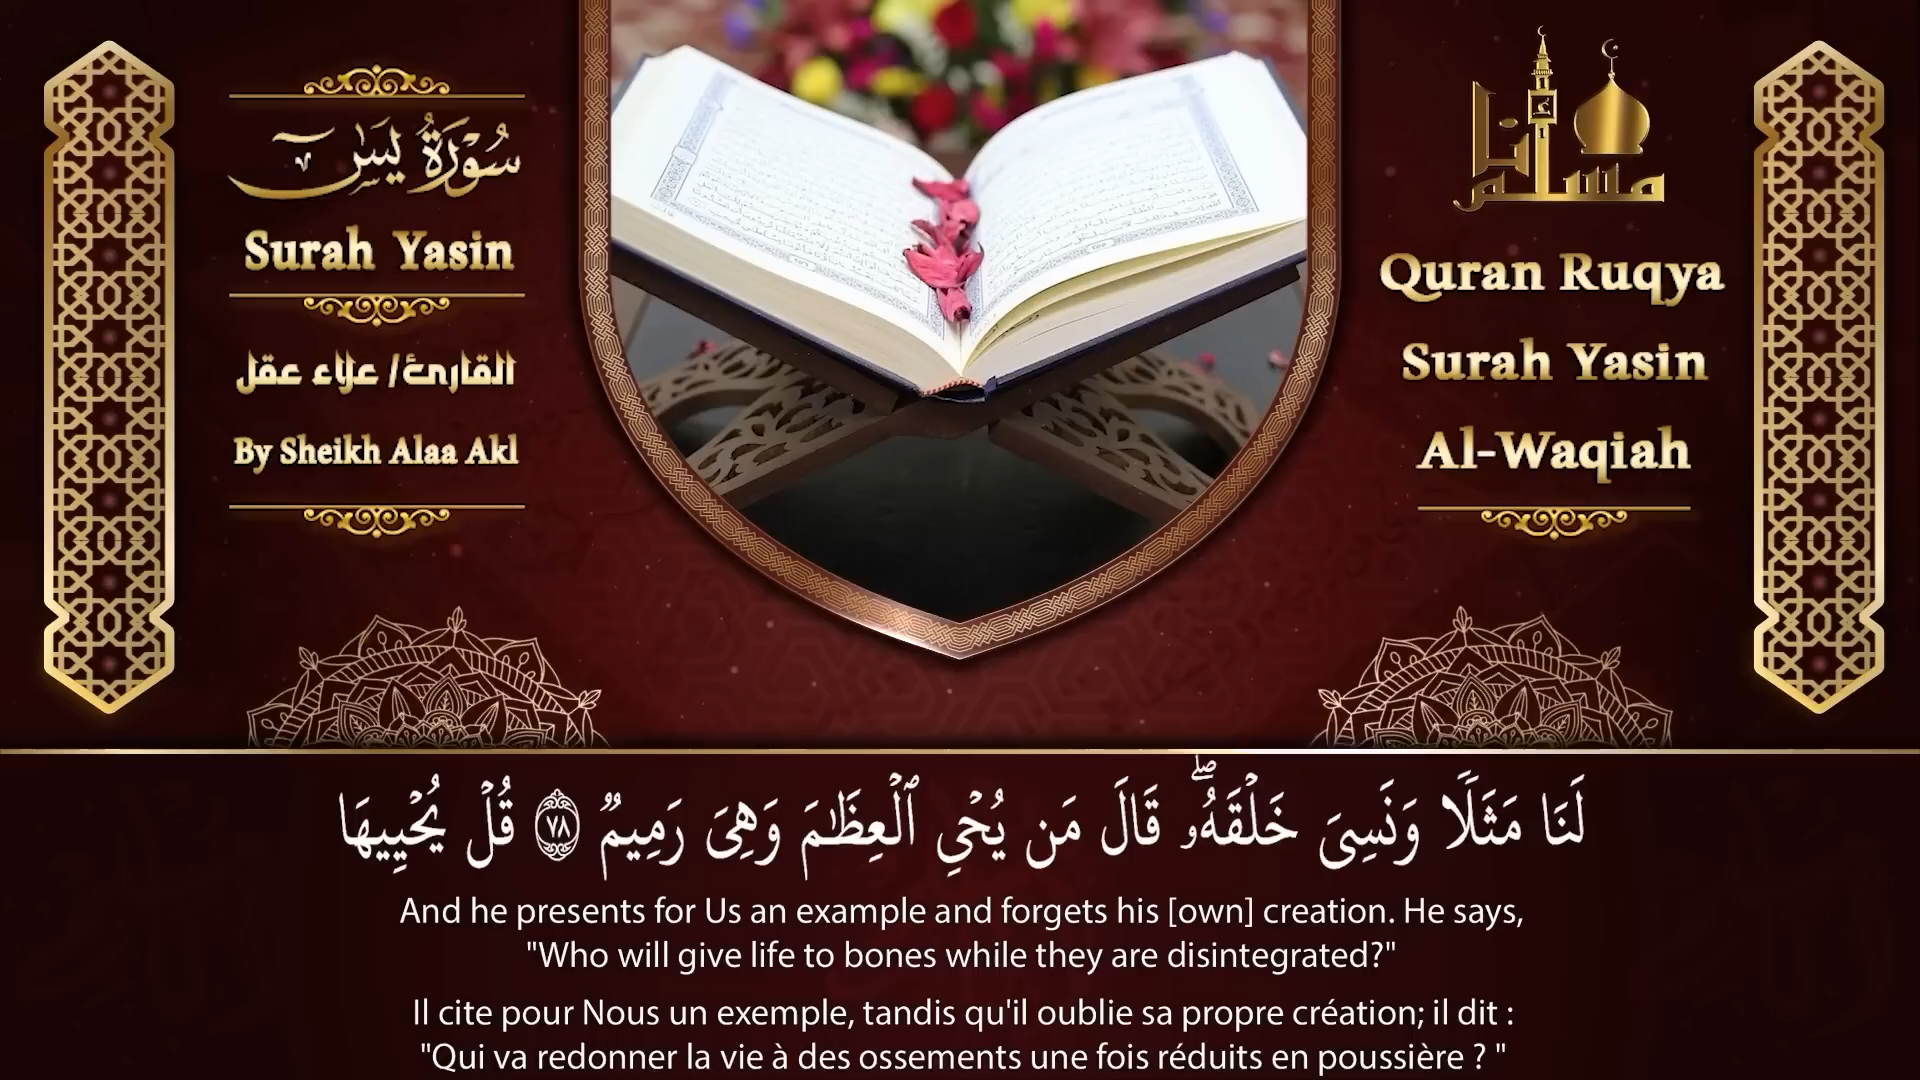 سُورَةُ يسٓ
Surah Yasin
القارئ/ علاء عقل
By Sheikh Alaa Akl
مسلم أنا
Quran Ruqya
Surah Yasin
Al-Waqiah
لَنَا مَثَلًا وَنَسِىَ خَلْقَهُۥۖ قَالَ مَن يُحْىِ ٱلْعِظَٰمَ وَهِىَ رَمِيمٌ ٧٨ قُلْ يُحْيِيهَا
And he presents for Us an example and forgets his [own] creation. He says,
"Who will give life to bones while they are disintegrated?"
Il cite pour Nous un exemple, tandis qu'il oublie sa propre création; il dit :
"Qui va redonner la vie à des ossements une fois réduits en poussière ? "